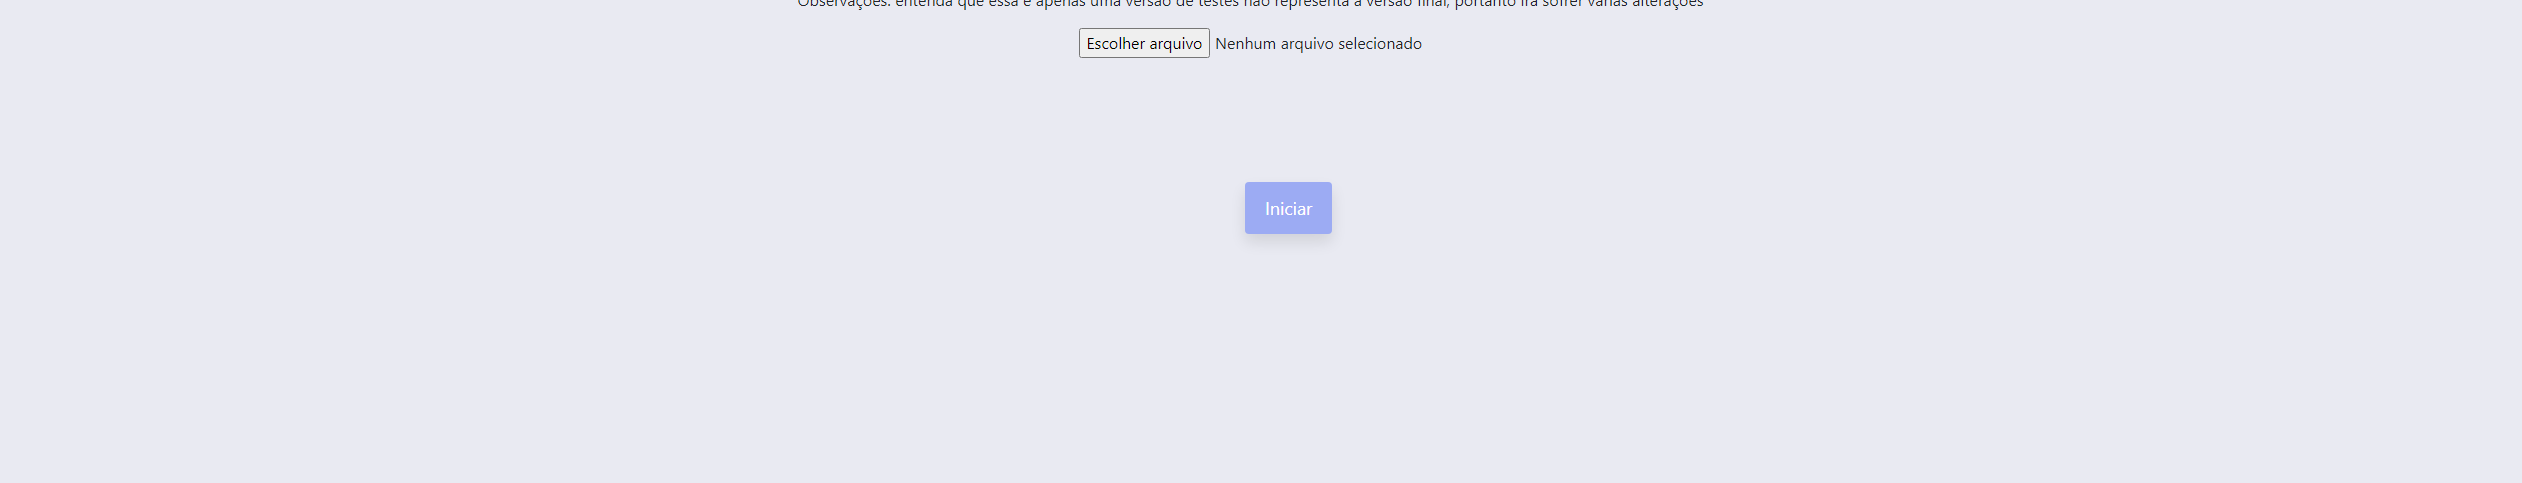 Observações: entenda que essa é apenas uma versão de testes não representa a versão final, portanto irá sofrer várias alterações
Escolher arquivo Nenhum arquivo selecionado
Iniciar